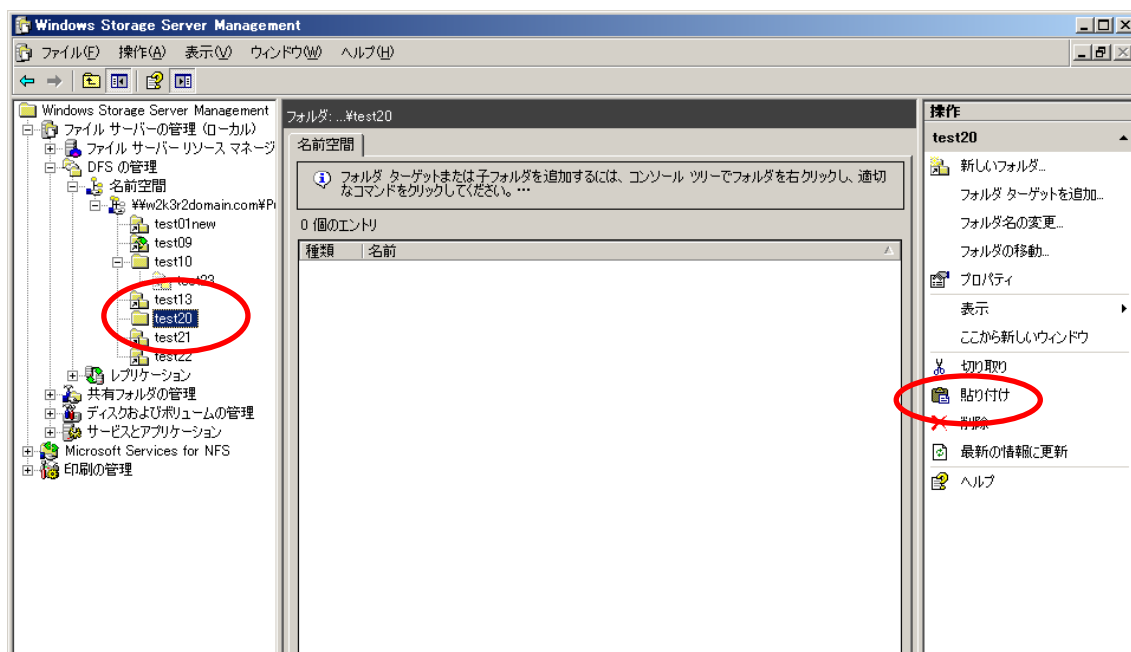 Windows Storage Server Management
ファイル(F) 操作(A) 表示(V) ウィンドウ(W) ヘルプ(H)
Windows Storage Server Management
ファイル サーバーの管理 (ローカル)
ファイル サーバー リソース マネージ
DFS の管理
名前空間
¥¥w2k3r2domain.com¥P
test01new
test09
test10
test23
test13
test20
test21
test22
レプリケーション
共有フォルダの管理
ディスクおよびボリュームの管理
サービスとアプリケーション
Microsoft Services for NFS
印刷の管理
フォルダ: ...¥test20
名前空間
フォルダ ターゲットまたは子フォルダを追加するには、コンソール ツリーでフォルダを右クリックし、適切
なコマンドをクリックしてください。…
0 個のエントリ
種類 名前
操作
test20
新しいフォルダ...
フォルダ ターゲットを追加...
フォルダ名の変更...
フォルダの移動...
プロパティ
表示
ここから新しいウィンドウ
切り取り
貼り付け
削除
最新の情報に更新
ヘルプ